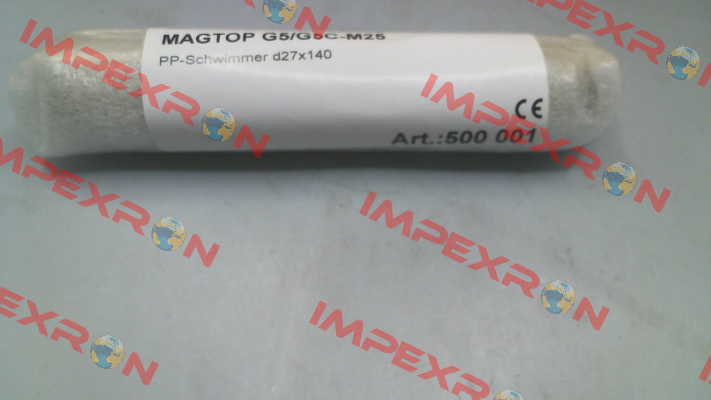 MAGTOP G5/G5C-M25
PP-Schwimmer d27x140
CE
Art.:500 001
IMPEXRON
IMPEXRON
IMPEXRON
IMPEXRON
IMPEXRON
IMPEXRON